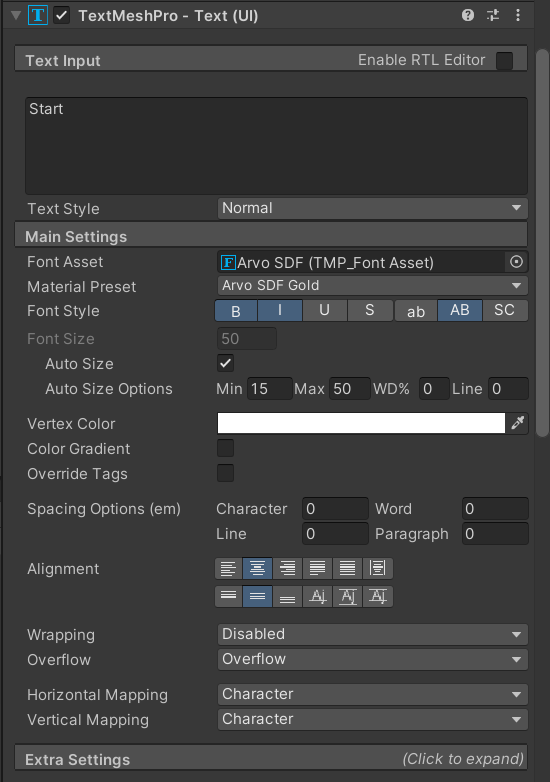 TextMeshPro - Text (UI)
Text Input Enable RTL Editor
Start
Text Style Normal
Main Settings
Font Asset F Arvo SDF (TMP_Font Asset)
Material Preset Arvo SDF Gold
Font Style B I U S ab AB SC
Font Size 50
Auto Size
Auto Size Options Min 15 Max 50 WD% 0 Line 0
Vertex Color
Color Gradient
Override Tags
Spacing Options (em) Character 0 Word 0
Line 0 Paragraph 0
Alignment
Wrapping Disabled
Overflow Overflow
Horizontal Mapping Character
Vertical Mapping Character
Extra Settings (Click to expand)